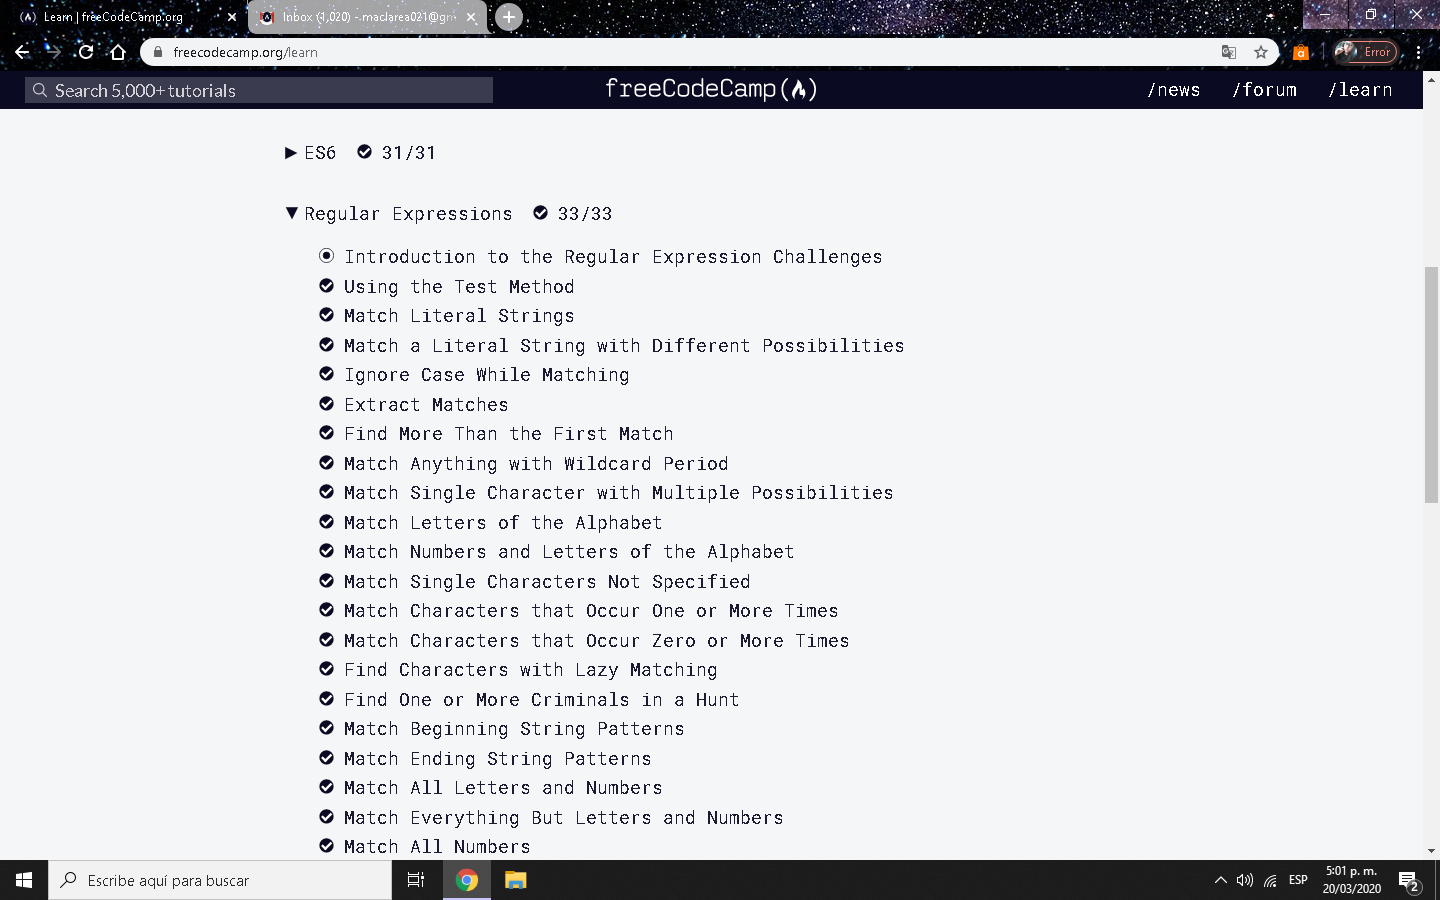 Learn | freeCodeCamp.org
Inbox (1,020) - maclarea021@gm
freecodecamp.org/learn
Error
Search 5,000+ tutorials
freeCodeCamp
/news
/forum
/learn
ES6 31/31
Regular Expressions 33/33
Introduction to the Regular Expression Challenges
Using the Test Method
Match Literal Strings
Match a Literal String with Different Possibilities
Ignore Case While Matching
Extract Matches
Find More Than the First Match
Match Anything with Wildcard Period
Match Single Character with Multiple Possibilities
Match Letters of the Alphabet
Match Numbers and Letters of the Alphabet
Match Single Characters Not Specified
Match Characters that Occur One or More Times
Match Characters that Occur Zero or More Times
Find Characters with Lazy Matching
Find One or More Criminals in a Hunt
Match Beginning String Patterns
Match Ending String Patterns
Match All Letters and Numbers
Match Everything But Letters and Numbers
Match All Numbers
Escribe aquí para buscar
ESP
5:01 p. m.
20/03/2020
2